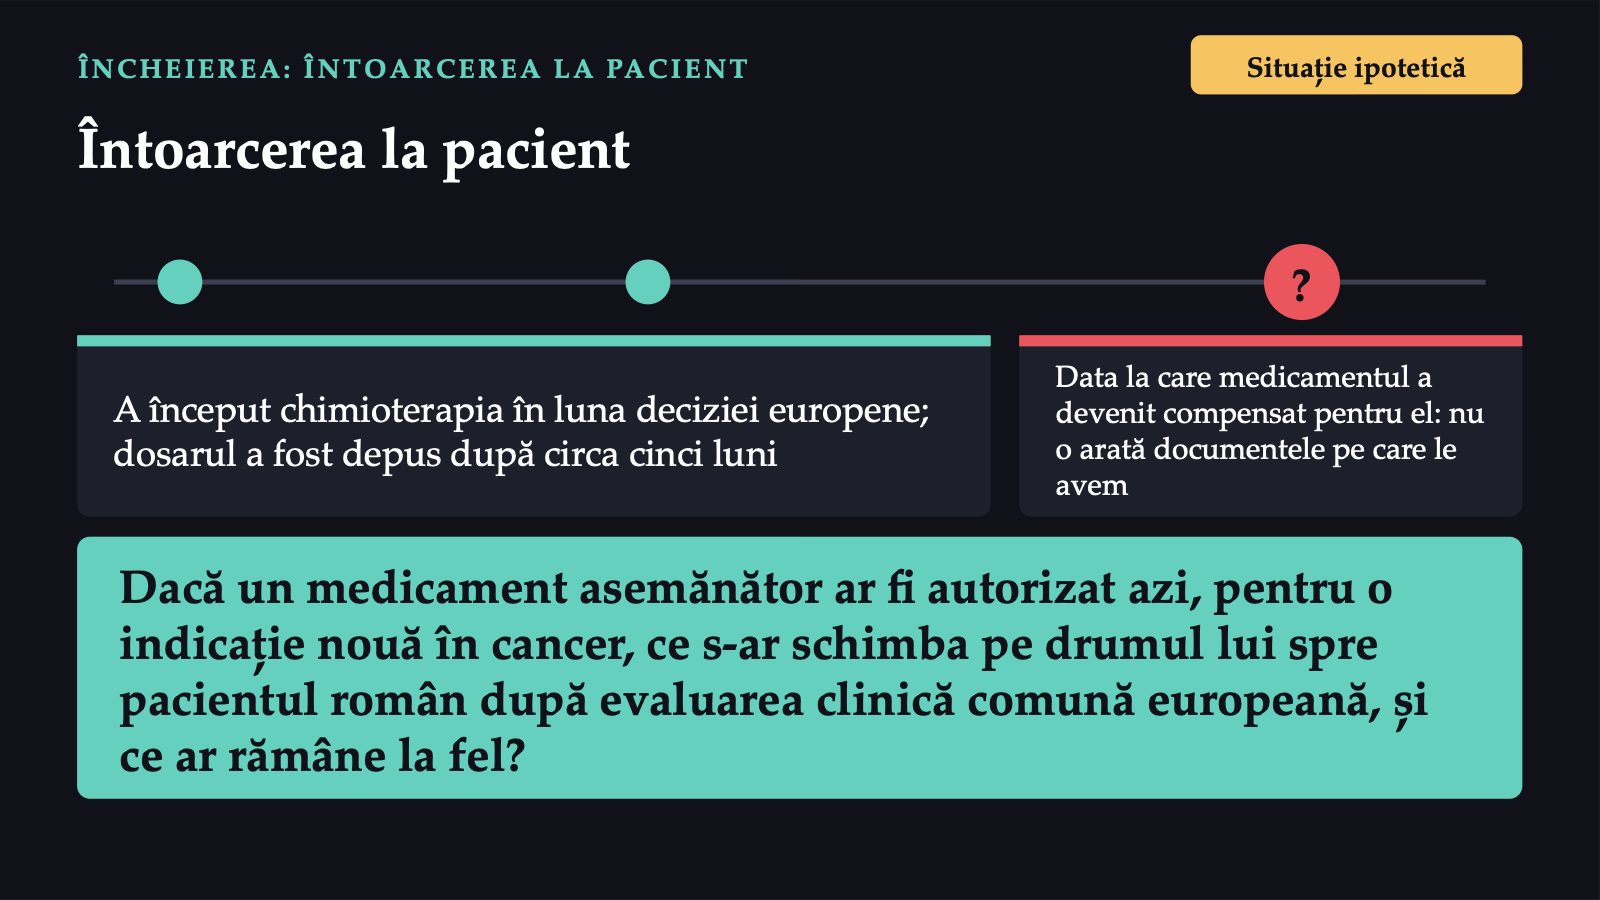 ÎNCHEIEREA: ÎNTOARCEREA LA PACIENT
Situație ipotetică
Întoarcerea la pacient
?
A început chimioterapia în luna deciziei europene;
dosarul a fost depus după circa cinci luni
Data la care medicamentul a
devenit compensat pentru el: nu
o arată documentele pe care le
avem
Dacă un medicament asemănător ar fi autorizat azi, pentru o
indicație nouă în cancer, ce s-ar schimba pe drumul lui spre
pacientul român după evaluarea clinică comună europeană, și
ce ar rămâne la fel?